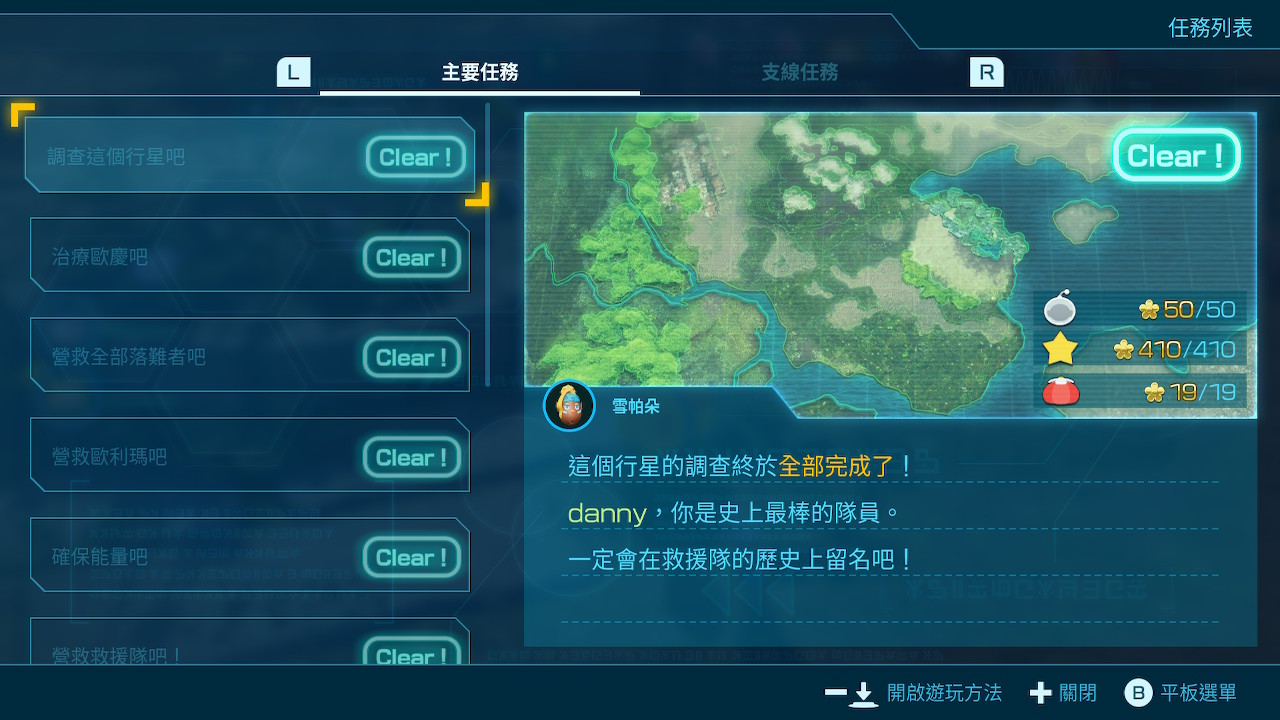 任務列表
L
主要任務
支線任務
R
調查這個行星吧
Clear!
治療歐慶吧
Clear!
營救全部落難者吧
Clear!
營救歐利瑪吧
Clear!
確保能量吧
Clear!
營救救援隊吧!
Clear!
Clear!
50/50
410/410
19/19
雪帕朵
這個行星的調查終於全部完成了!
danny,你是史上最棒的隊員。
一定會在救援隊的歷史上留名吧!
開啟遊玩方法
關閉
B 平板選單